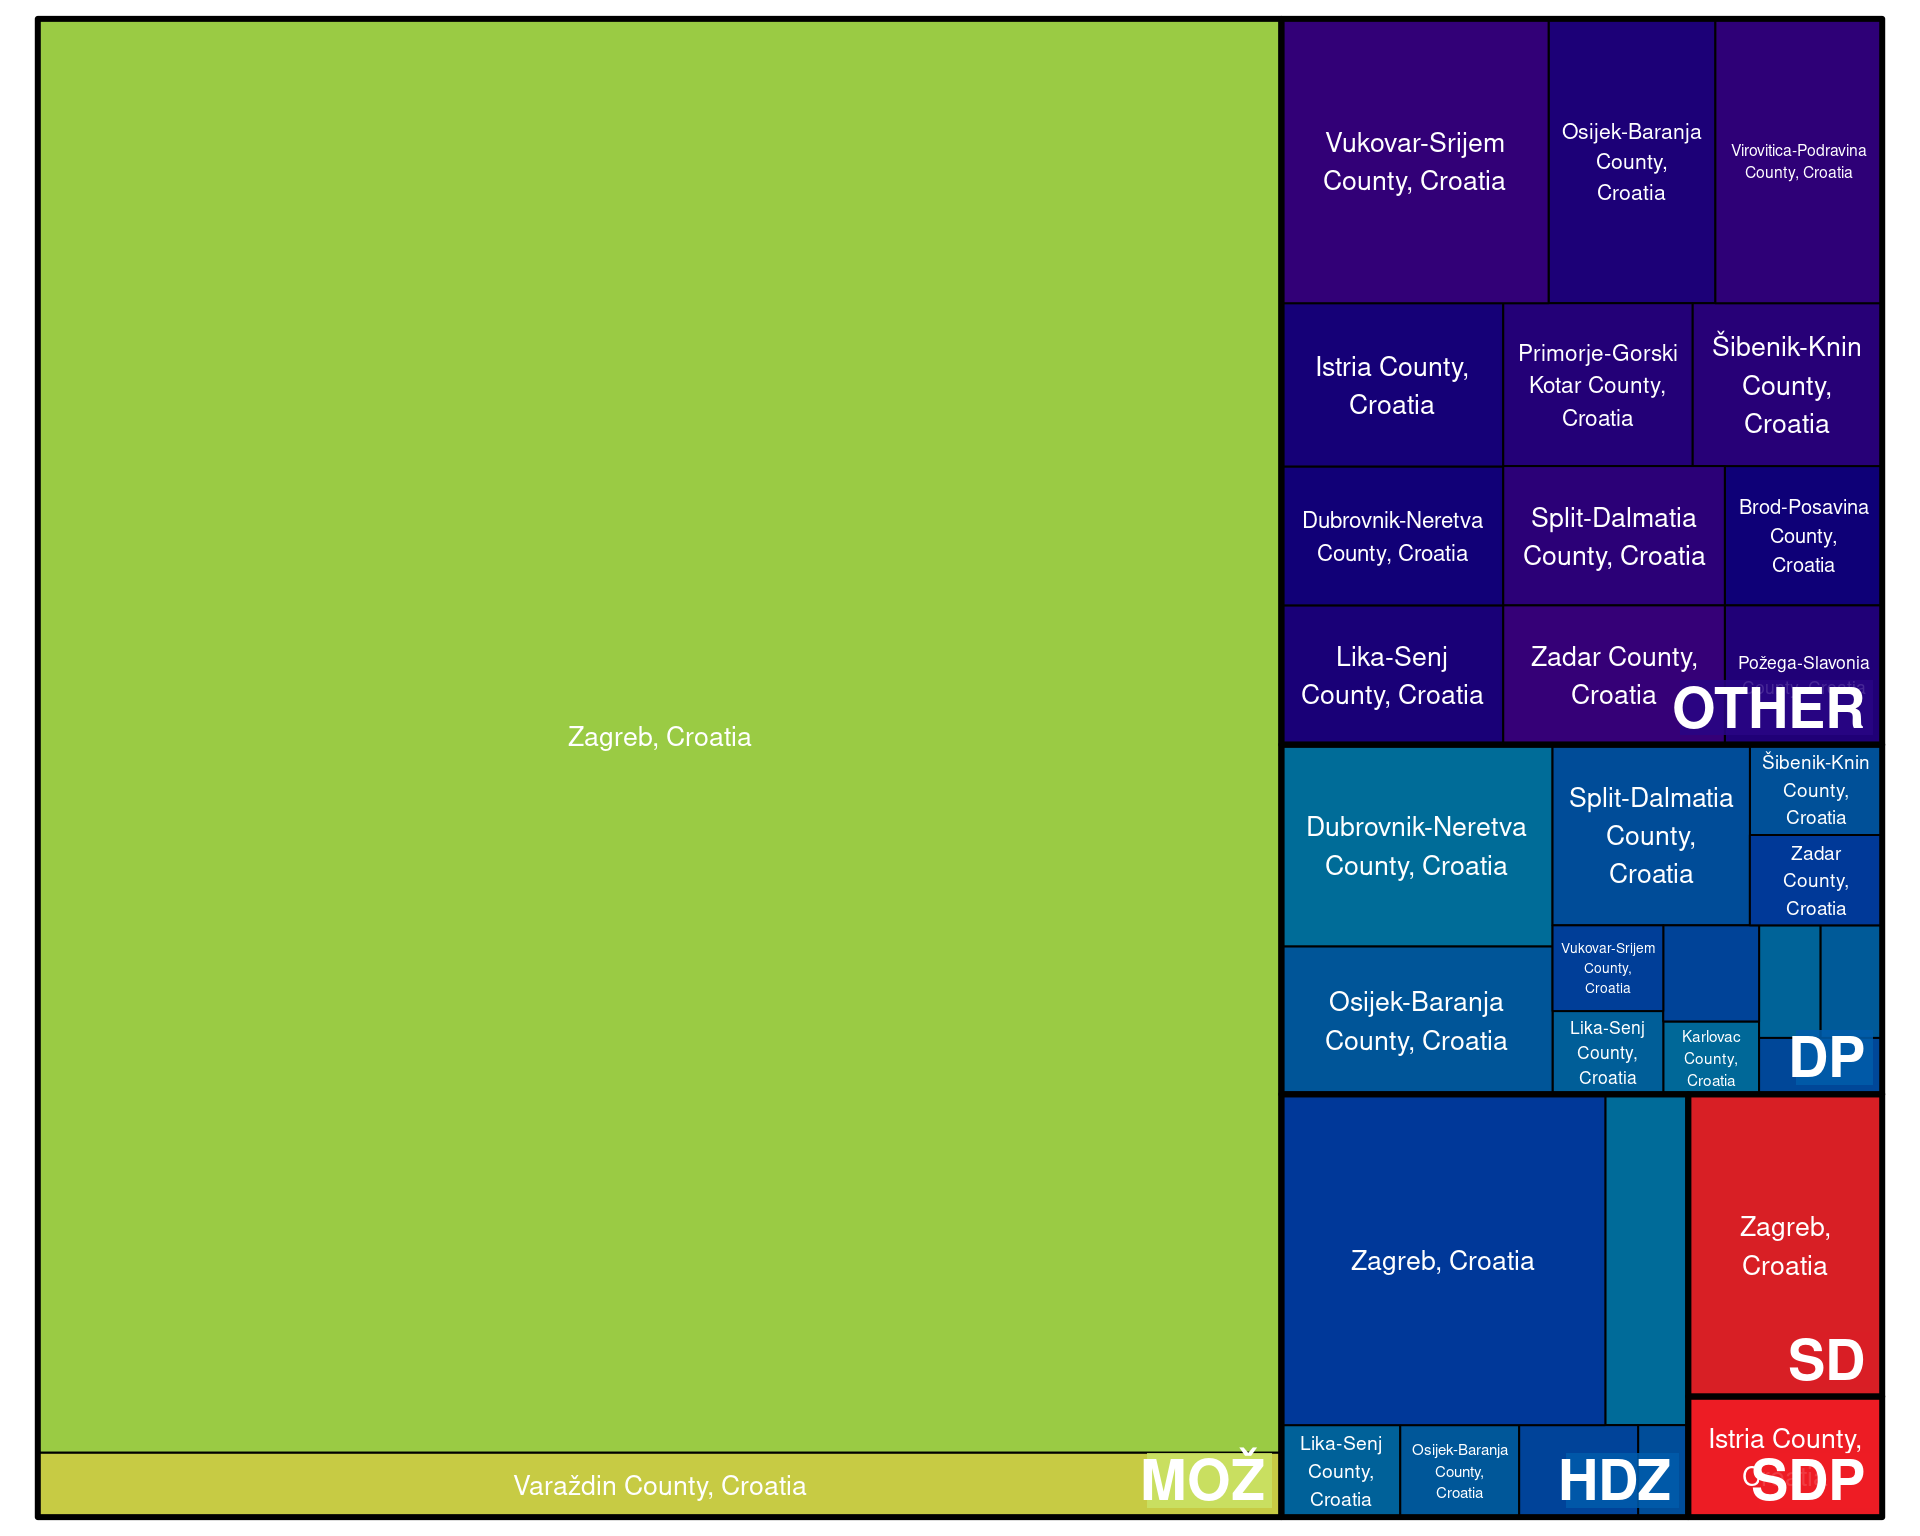 Zagreb, Croatia
Varaždin County, Croatia
MOŽ
Vukovar-Srijem
County, Croatia
Osijek-Baranja
County,
Croatia
Virovitica-Podravina
County, Croatia
Istria County,
Croatia
Primorje-Gorski
Kotar County,
Croatia
Šibenik-Knin
County,
Croatia
Dubrovnik-Neretva
County, Croatia
Split-Dalmatia
County, Croatia
Brod-Posavina
County,
Croatia
Lika-Senj
County, Croatia
Zadar County,
Croatia
Požega-Slavonia
County, Croatia
OTHER
Dubrovnik-Neretva
County, Croatia
Split-Dalmatia
County,
Croatia
Šibenik-Knin
County,
Croatia
Zadar
County,
Croatia
Osijek-Baranja
County, Croatia
Vukovar-Srijem
County,
Croatia
Lika-Senj
County,
Croatia
Karlovac
County,
Croatia
DP
Zagreb, Croatia
Lika-Senj
County,
Croatia
Osijek-Baranja
County,
Croatia
HDZ
Zagreb,
Croatia
SD
Istria County,
SDP